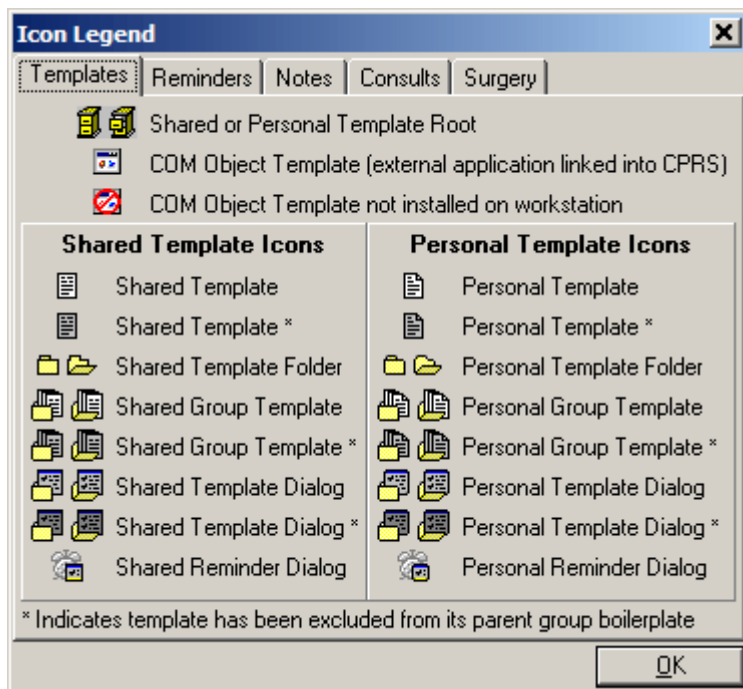 Icon Legend
Templates Reminders Notes Consults Surgery
Shared or Personal Template Root
COM Object Template (external application linked into CPRS)
COM Object Template not installed on workstation
Shared Template Icons
Shared Template
Shared Template *
Shared Template Folder
Shared Group Template
Shared Group Template *
Shared Template Dialog
Shared Template Dialog *
Shared Reminder Dialog
Personal Template Icons
Personal Template
Personal Template *
Personal Template Folder
Personal Group Template
Personal Group Template *
Personal Template Dialog
Personal Template Dialog *
Personal Reminder Dialog
* Indicates template has been excluded from its parent group boilerplate
OK